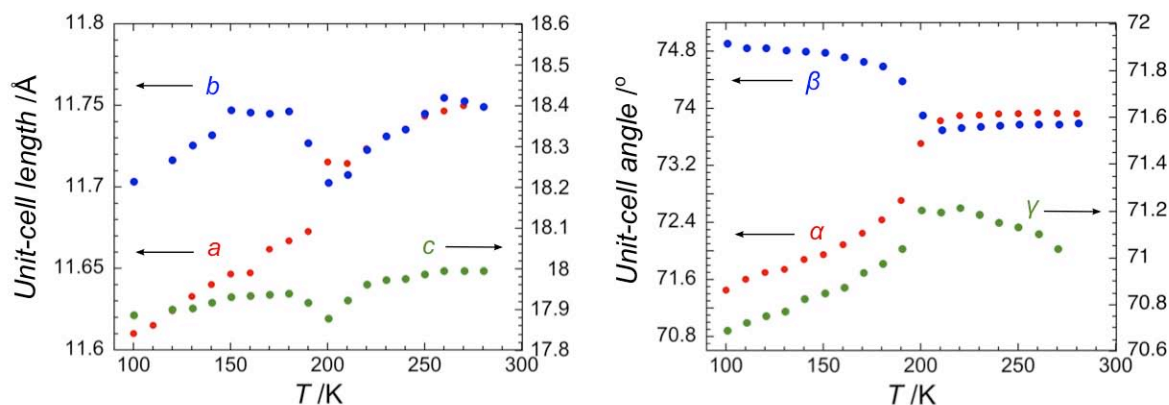 11.8
11.75
11.7
11.65
11.6
Unit-cell length /Å
b
a
c
18.6
18.5
18.4
18.3
18.2
18.1
18
17.9
17.8
100 150 200 250 300
T /K
74.8
74
73.2
72.4
71.6
70.8
Unit-cell angle /°
β
α
γ
72
71.8
71.6
71.4
71.2
71
70.8
70.6
100 150 200 250 300
T /K